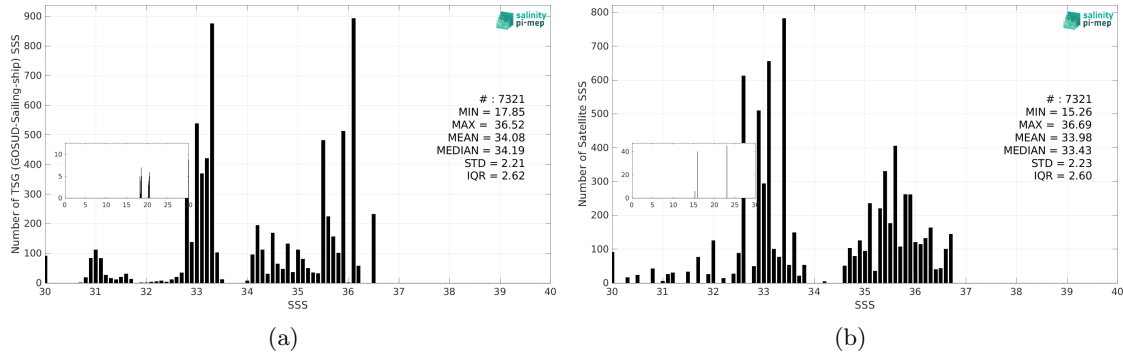 900
800
700
600
500
400
300
200
100
0
Number of TSG (GOSUD-Sailing-ship) SSS
salinity
pi-mep
# : 7321
MIN = 17.85
MAX = 36.52
MEAN = 34.08
MEDIAN = 34.19
STD = 2.21
IQR = 2.62
10
5
0
0 5 10 15 20 25 30
30 31 32 33 34 35 36 37 38 39 40
SSS
(a)
800
700
600
500
400
300
200
100
0
Number of Satellite SSS
salinity
pi-mep
# : 7321
MIN = 15.26
MAX = 36.69
MEAN = 33.98
MEDIAN = 33.43
STD = 2.23
IQR = 2.60
40
20
0
0 5 10 15 20 25 30
30 31 32 33 34 35 36 37 38 39 40
SSS
(b)